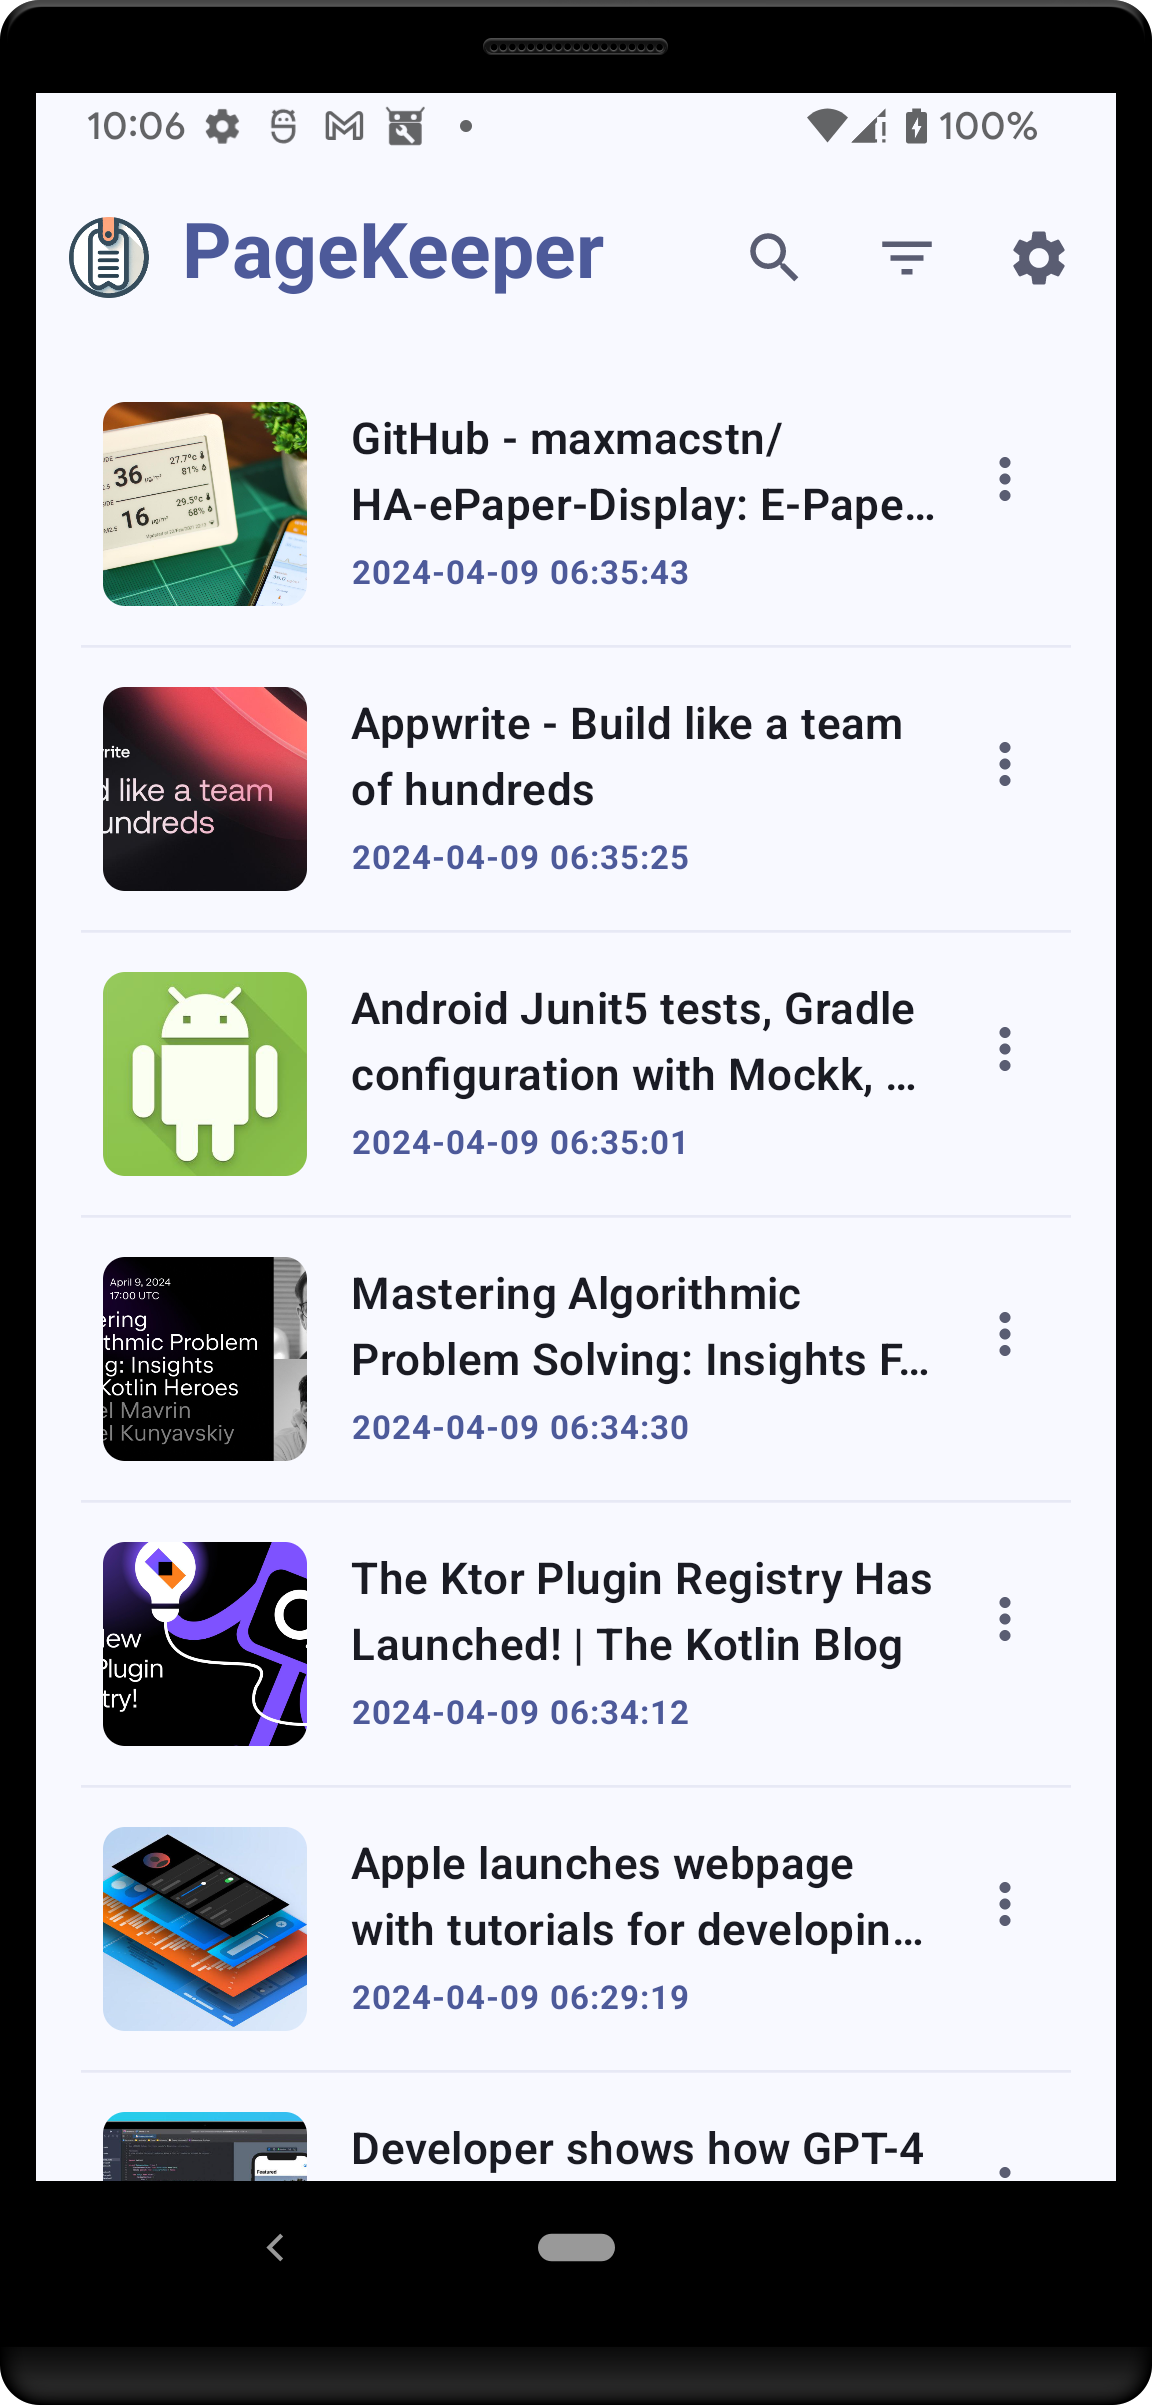 10:06
100%
PageKeeper
36
27.7°C
81%
16
29.5°C
68%
GitHub - maxmacstn/
HA-ePaper-Display: E-Pape…
2024-04-09 06:35:43
rite
d like a team
undreds
Appwrite - Build like a team
of hundreds
2024-04-09 06:35:25
Android Junit5 tests, Gradle
configuration with Mockk, …
2024-04-09 06:35:01
April 9, 2024
17:00 UTC
ering
thmic Problem
g: Insights
Kotlin Heroes
el Mavrin
el Kunyavskiy
Mastering Algorithmic
Problem Solving: Insights F…
2024-04-09 06:34:30
lew
Plugin
try!
The Ktor Plugin Registry Has
Launched! | The Kotlin Blog
2024-04-09 06:34:12
Apple launches webpage
with tutorials for developin…
2024-04-09 06:29:19
Featured
Developer shows how GPT-4